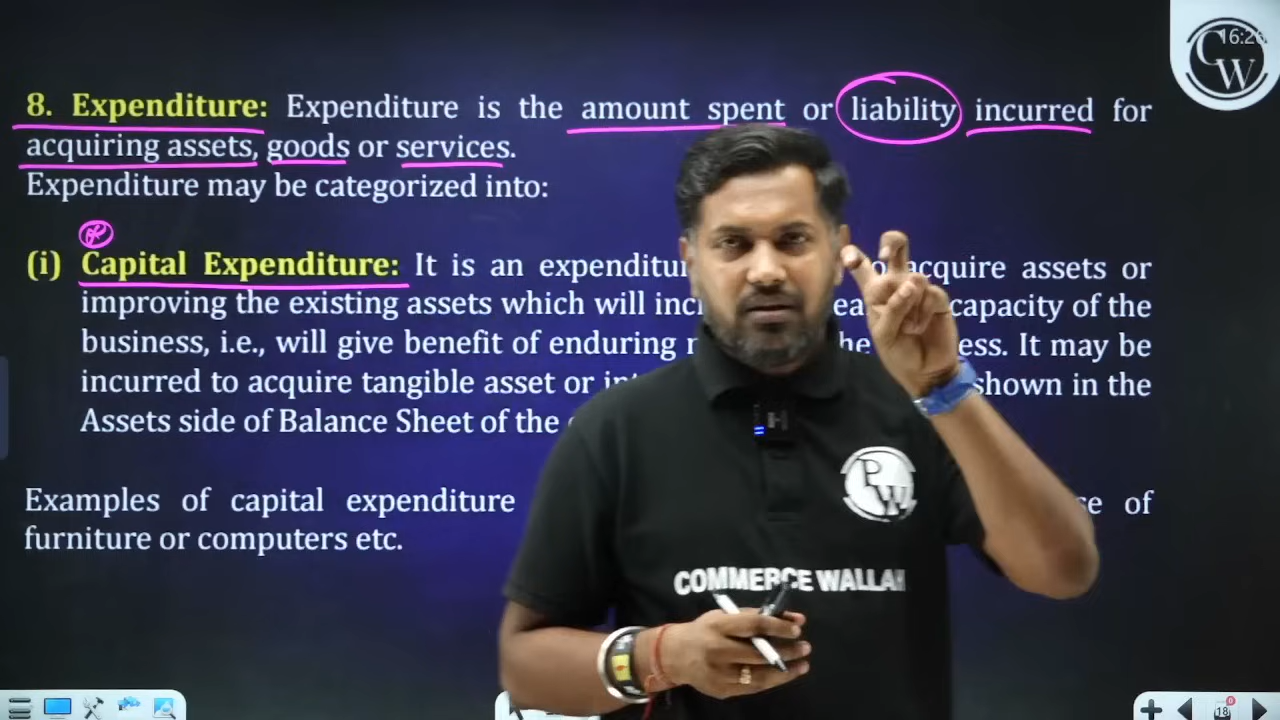 16:26
CW
8. Expenditure: Expenditure is the amount spent or liability incurred for
acquiring assets, goods or services.
Expenditure may be categorized into:
(i) Capital Expenditure: It is an acquire assets or
improving the existing assets which will capacity of the
business, i.e., will give benefit of enduring It may be
incurred to acquire tangible asset or shown in the
Assets side of Balance Sheet of the
Examples of capital expenditure of
furniture or computers etc.
PW
COMMERCE WALLAH
18